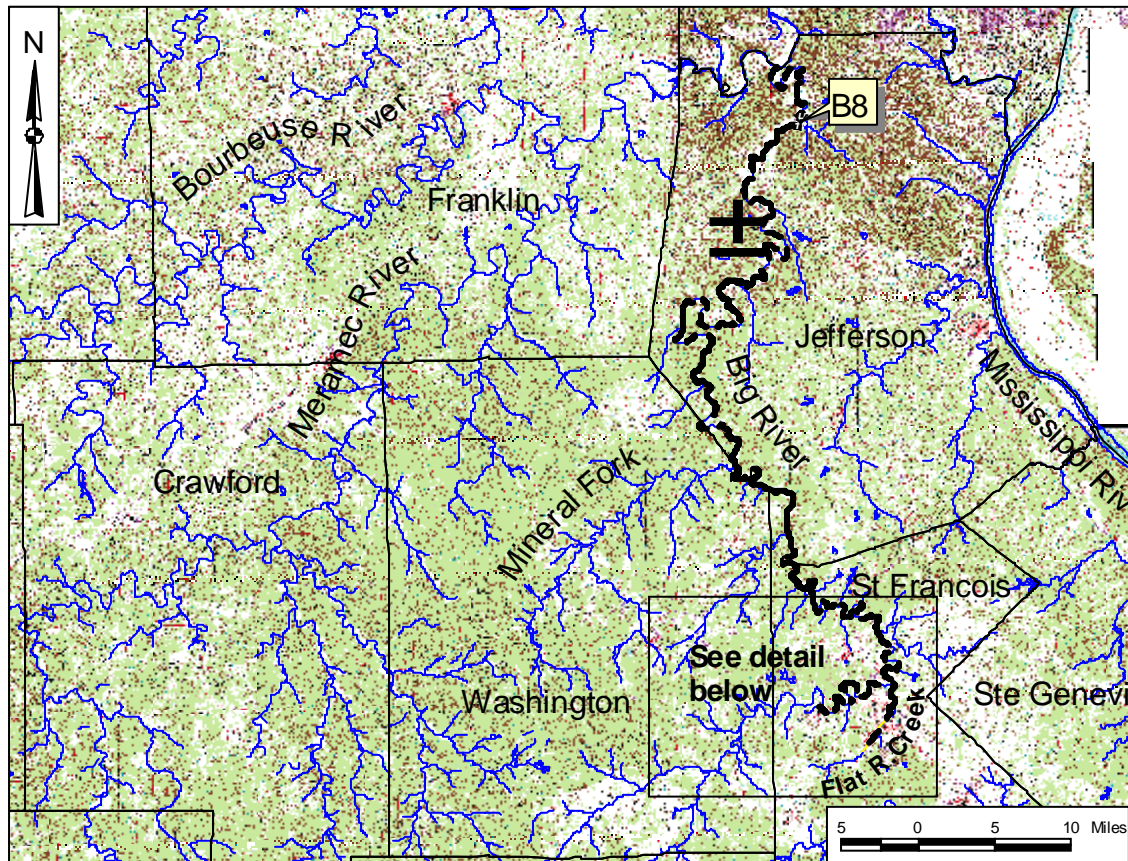 N
B8
Bourbeuse River
Franklin
Meramec River
Jefferson
Big River
Mississippi Riv
Crawford
Mineral Fork
St Francois
See detail
below
Washington
Ste Genevi
Flat R. Creek
5 0 5 10 Miles